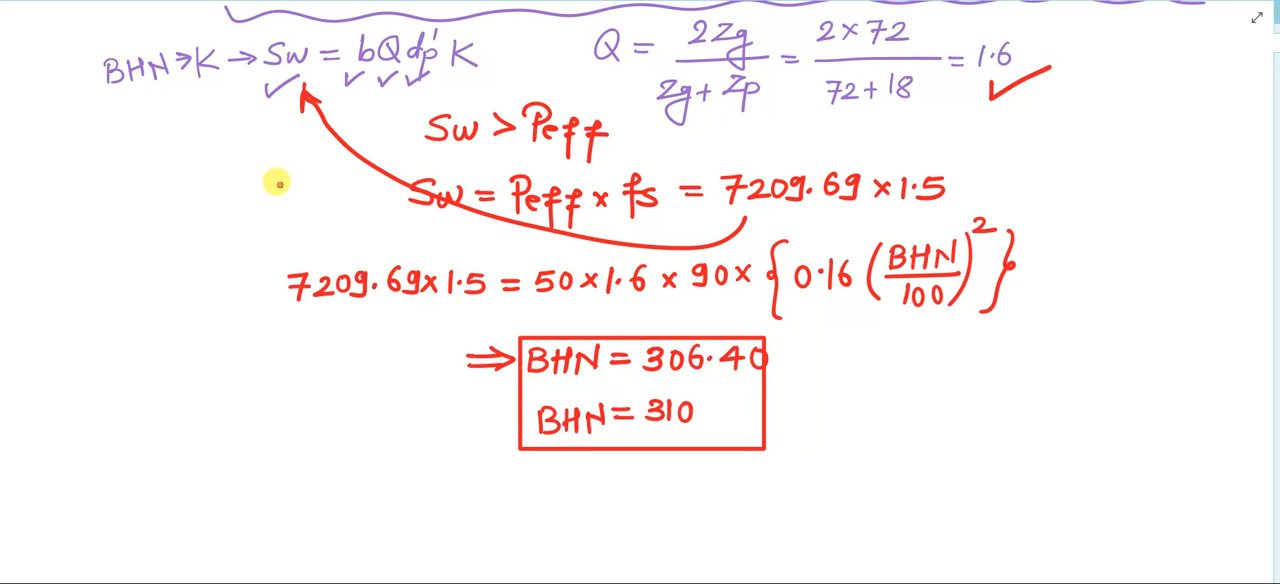 BHN → K → Sw = bQdp'K
Q = 2Zg / (Zg + Zp) = (2 × 72) / (72 + 18) = 1.6
Sw > Peff
Sw = Peff × fs = 7209.69 × 1.5
7209.69 × 1.5 = 50 × 1.6 × 90 × { 0.16 (BHN / 100)² }
⇒ BHN = 306.40
BHN = 310